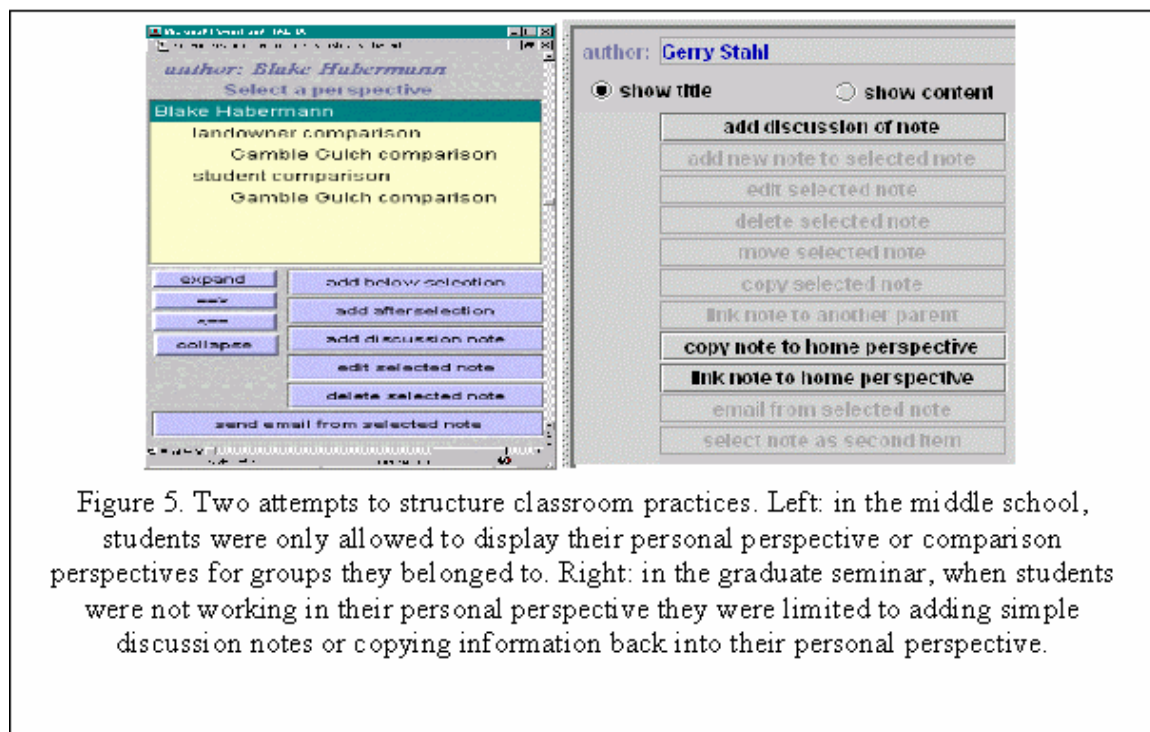 author: Blake Habermann
Select a perspective
Blake Habermann
landowner comparison
Gamble Gulch comparison
student comparison
Gamble Gulch comparison
expand
collapse
add below selection
add afterselection
add discussion note
edit selected note
delete selected note
send email from selected note
author: Gerry Stahl
show title
show content
add discussion of note
add new note to selected note
edit selected note
delete selected note
move selected note
copy selected note
link note to another parent
copy note to home perspective
link note to home perspective
email from selected note
select note as second item
Figure 5. Two attempts to structure classroom practices. Left: in the middle school,
students were only allowed to display their personal perspective or comparison
perspectives for groups they belonged to. Right: in the graduate seminar, when students
were not working in their personal perspective they were limited to adding simple
discussion notes or copying information back into their personal perspective.